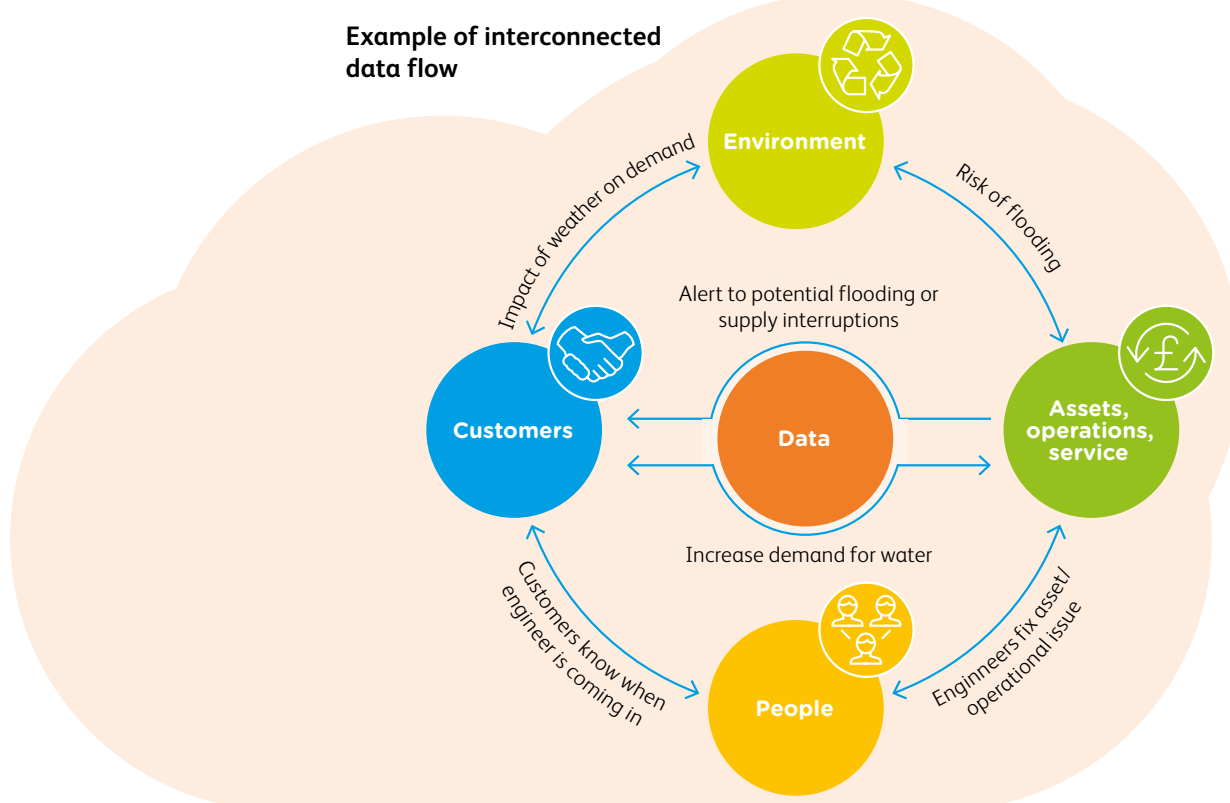 Example of interconnected
data flow
Environment
Impact of weather on demand
Risk of flooding
Alert to potential flooding or
supply interruptions
£
Customers
Data
Assets,
operations,
service
Increase demand for water
Customers know when
engineer is coming in
Enginneers fix asset/
operational issue
People